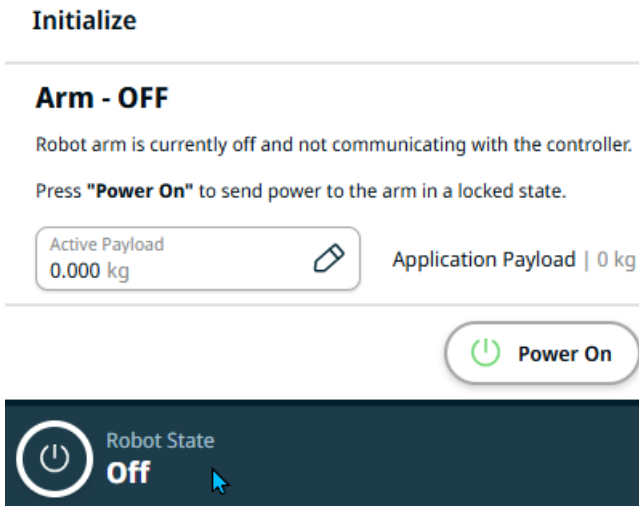 Initialize
Arm - OFF
Robot arm is currently off and not communicating with the controller.
Press "Power On" to send power to the arm in a locked state.
Active Payload
0.000 kg
Application Payload | 0 kg
Power On
Robot State
Off